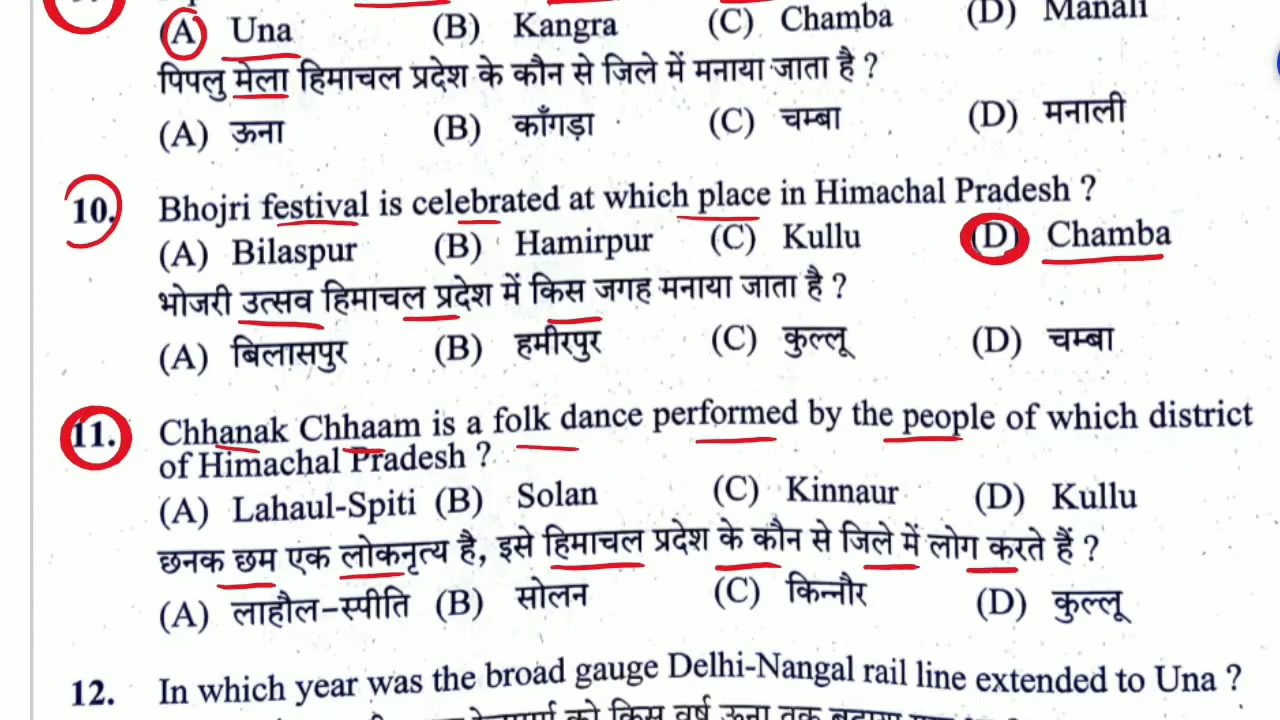 (A) Una (B) Kangra (C) Chamba (D) Manali
पिपलु मेला हिमाचल प्रदेश के कौन से जिले में मनाया जाता है ?
(A) ऊना (B) काँगड़ा (C) चम्बा (D) मनाली
10. Bhojri festival is celebrated at which place in Himachal Pradesh ?
(A) Bilaspur (B) Hamirpur (C) Kullu (D) Chamba
भोजरी उत्सव हिमाचल प्रदेश में किस जगह मनाया जाता है ?
(A) बिलासपुर (B) हमीरपुर (C) कुल्लू (D) चम्बा
11. Chhanak Chhaam is a folk dance performed by the people of which district
of Himachal Pradesh ?
(A) Lahaul-Spiti (B) Solan (C) Kinnaur (D) Kullu
छनक छम एक लोकनृत्य है, इसे हिमाचल प्रदेश के कौन से जिले में लोग करते हैं ?
(A) लाहौल-स्पीति (B) सोलन (C) किन्नौर (D) कुल्लू
12. In which year was the broad gauge Delhi-Nangal rail line extended to Una ?
को किस वर्ष ऊना तक